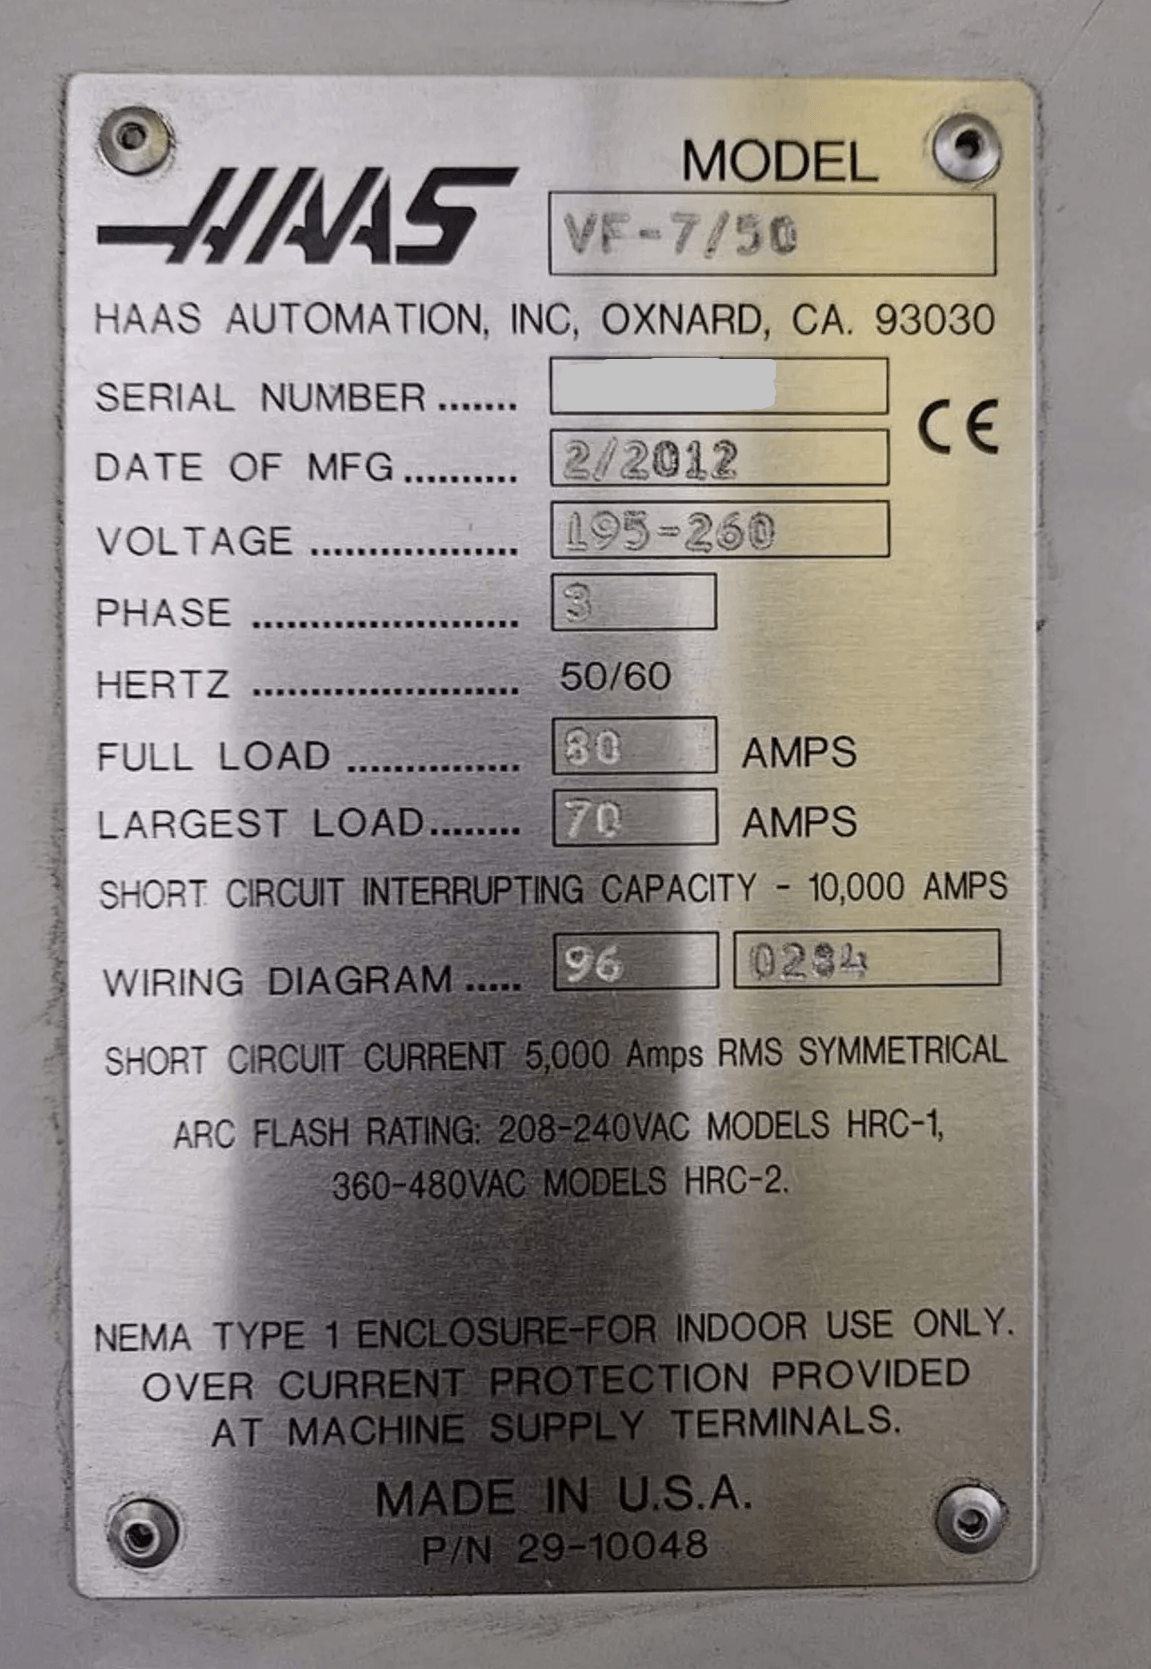 HAAS
MODEL
VF-7/50
HAAS AUTOMATION, INC, OXNARD, CA. 93030
SERIAL NUMBER .......
CE
DATE OF MFG.......... 2/2012
VOLTAGE .................. 195-260
PHASE ....................... 3
HERTZ ....................... 50/60
FULL LOAD ............... 80 AMPS
LARGEST LOAD........ 70 AMPS
SHORT CIRCUIT INTERRUPTING CAPACITY - 10,000 AMPS
WIRING DIAGRAM ..... 96 0284
SHORT CIRCUIT CURRENT 5,000 Amps RMS SYMMETRICAL
ARC FLASH RATING: 208-240VAC MODELS HRC-1,
360-480VAC MODELS HRC-2.
NEMA TYPE 1 ENCLOSURE-FOR INDOOR USE ONLY.
OVER CURRENT PROTECTION PROVIDED
AT MACHINE SUPPLY TERMINALS.
MADE IN U.S.A.
P/N 29-10048